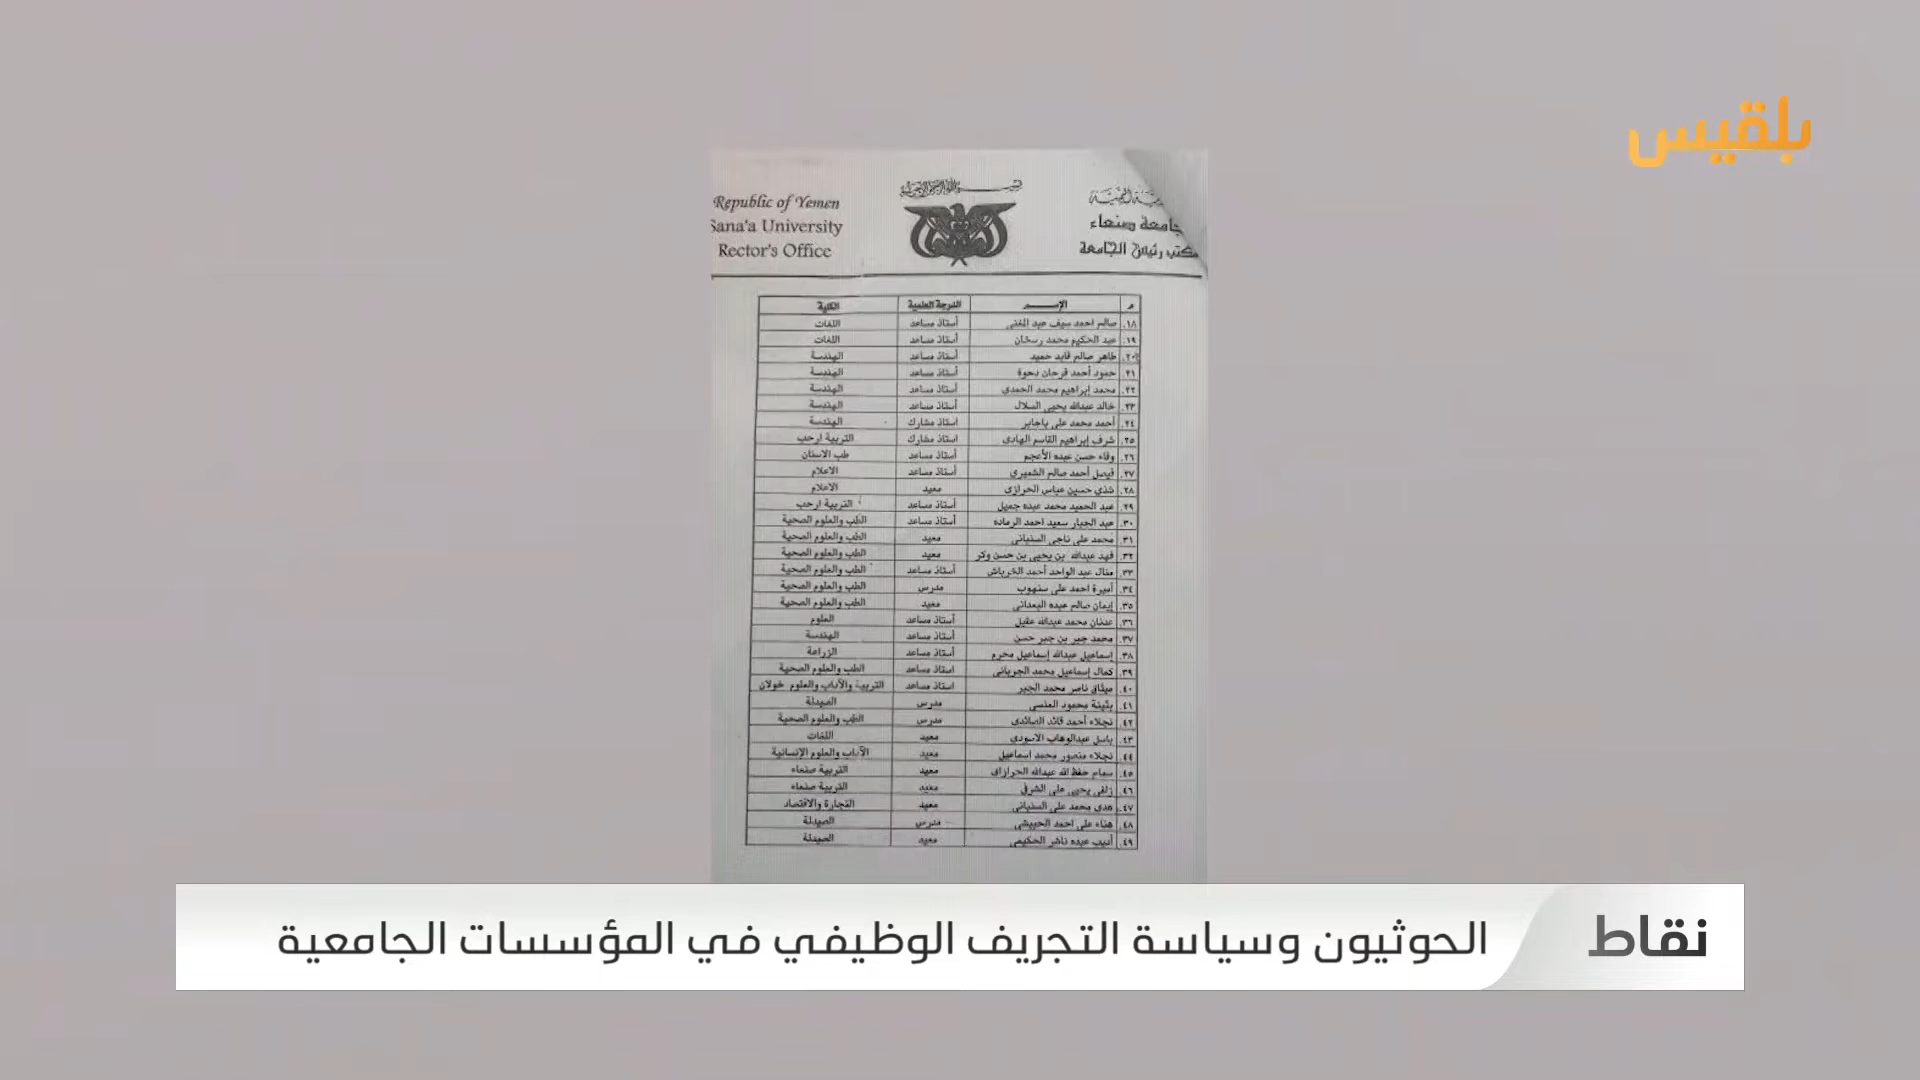 بلقيس
Republic of Yemen
Sana'a University
Rector's Office
جامعة صنعاء
مكتب رئيس الجامعة
م الإســـــم الدرجة العلمية الكلية
١٨. صالح احمد سيف عبد المغني أستاذ مساعد اللغات
١٩. عبد الحكيم محمد أستاذ مساعد اللغات
٢٠. طاهر صالح قايد حميد أستاذ مساعد الهندسة
٢١. حمود أحمد فرحان أستاذ مساعد الهندسة
٢٢. محمد إبراهيم محمد الحمدي أستاذ مساعد الهندسة
٢٣. خالد عبدالله يحيى السلال أستاذ مساعد الهندسة
٢٤. أحمد محمد علي باجابر استاذ مشارك الهندسة
٢٥. شرف إبراهيم القاسم الهادي استاذ مشارك التربية ارحب
٢٦. وفاء حسن عبده الأعجم أستاذ مساعد طب الاسنان
٢٧. فيصل أحمد صالح الشميري أستاذ مساعد الاعلام
٢٨. شذي حسين عباس الحرازي معيد الاعلام
٢٩. عبد الحميد محمد عبده جميل أستاذ مساعد التربية ارحب
٣٠. عبد الجبار سعيد احمد الرماده أستاذ مساعد الطب والعلوم الصحية
٣١. محمد علي ناجي السنباني معيد الطب والعلوم الصحية
٣٢. فهد عبدالله بن يحيى بن حسن وكر معيد الطب والعلوم الصحية
٣٣. منال عبد الواحد أحمد الخرباش أستاذ مساعد الطب والعلوم الصحية
٣٤. أميرة احمد علي سنهوب مدرس الطب والعلوم الصحية
٣٥. إيمان صالح عبده البعداني معيد الطب والعلوم الصحية
٣٦. عدنان محمد عبدالله عقيل أستاذ مساعد العلوم
٣٧. محمد جبر بن جبر حسن أستاذ مساعد الهندسة
٣٨. إسماعيل عبدالله إسماعيل محرم أستاذ مساعد الزراعة
٣٩. كمال إسماعيل محمد الجرباني استاذ مساعد الطب والعلوم الصحية
٤٠. ميثاق ناصر محمد الجبر استاذ مساعد التربية والآداب والعلوم خولان
٤١. بثينة محمود العنسي مدرس الصيدلة
٤٢. نجلاء أحمد قائد الصائدي مدرس الطب والعلوم الصحية
٤٣. باسل عبدالوهاب الاسودي معيد اللغات
٤٤. نجلاء منصور محمد اسماعيل معيد الآداب والعلوم الإنسانية
٤٥. سمام حفظ الله عبدالله الحرازي معيد التربية صنعاء
٤٦. زلفى يحيى علي الشرفي معيد التربية صنعاء
٤٧. هدى محمد علي السنباني معيد التجارة والاقتصاد
٤٨. هناء علي احمد الحبيشي مدرس الصيدلة
٤٩. أديب عبده ناشر الحكيمي معيد الصيدلة
نقاط الحوثيون وسياسة التجريف الوظيفي في المؤسسات الجامعية